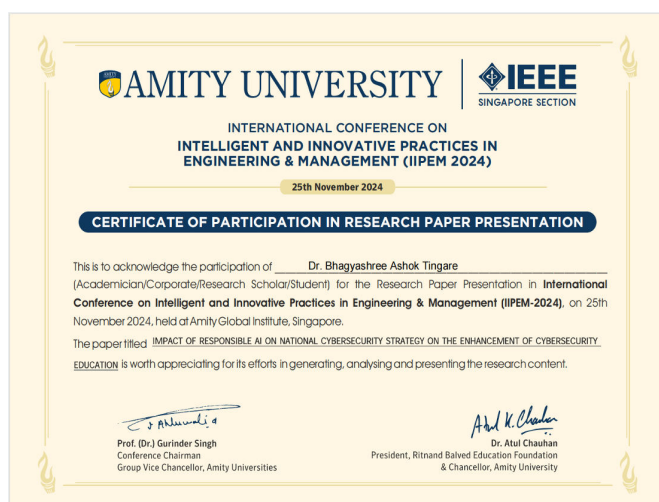 AMITY UNIVERSITY
IEEE
SINGAPORE SECTION
INTERNATIONAL CONFERENCE ON
INTELLIGENT AND INNOVATIVE PRACTICES IN
ENGINEERING & MANAGEMENT (IIPEM 2024)
25th November 2024
CERTIFICATE OF PARTICIPATION IN RESEARCH PAPER PRESENTATION
This is to acknowledge the participation of Dr. Bhagyashree Ashok Tingare
(Academician/Corporate/Research Scholar/Student) for the Research Paper Presentation in International
Conference on Intelligent and Innovative Practices in Engineering & Management (IIPEM-2024), on 25th
November 2024, held at Amity Global Institute, Singapore.
The paper titled IMPACT OF RESPONSIBLE AI ON NATIONAL CYBERSECURITY STRATEGY ON THE ENHANCEMENT OF CYBERSECURITY
EDUCATION is worth appreciating for its efforts in generating, analysing and presenting the research content.
Atul K. Chauhan
Prof. (Dr.) Gurinder Singh
Conference Chairman
Group Vice Chancellor, Amity Universities
Dr. Atul Chauhan
President, Ritnand Balved Education Foundation
& Chancellor, Amity University